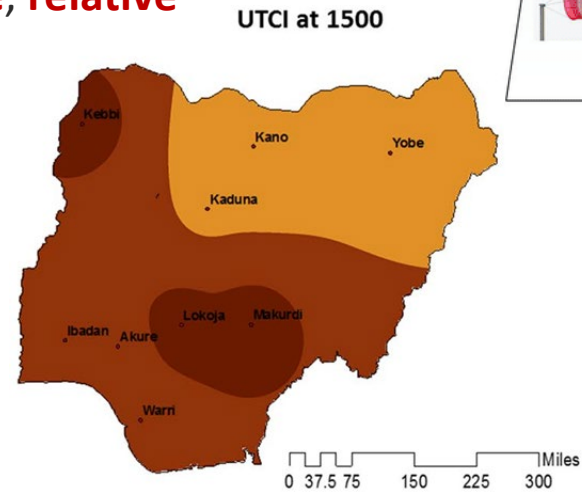 , relative
UTCI at 1500
Kebbi
Kano
Yobe
Kaduna
Lokoja
Makurdi
Ibadan
Akure
Warri
Miles
0 37.5 75 150 225 300